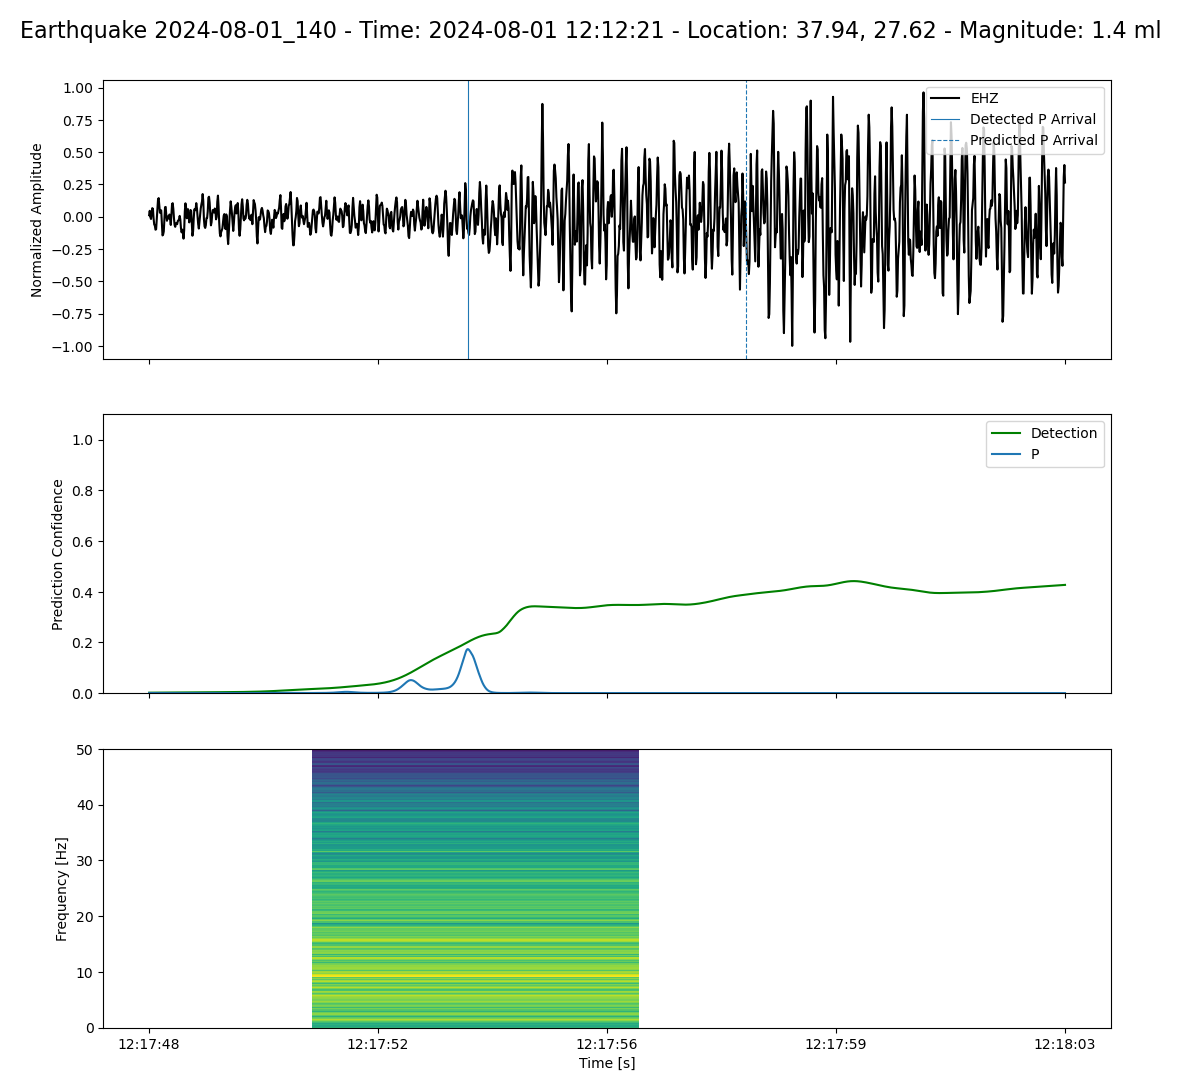 Earthquake 2024-08-01_140 - Time: 2024-08-01 12:12:21 - Location: 37.94, 27.62 - Magnitude: 1.4 ml
1.00
0.75
0.50
0.25
0.00
−0.25
−0.50
−0.75
−1.00
Normalized Amplitude
EHZ
Detected P Arrival
Predicted P Arrival
1.0
0.8
0.6
0.4
0.2
0.0
Prediction Confidence
Detection
P
50
40
30
20
10
0
Frequency [Hz]
12:17:48
12:17:52
12:17:56
12:17:59
12:18:03
Time [s]